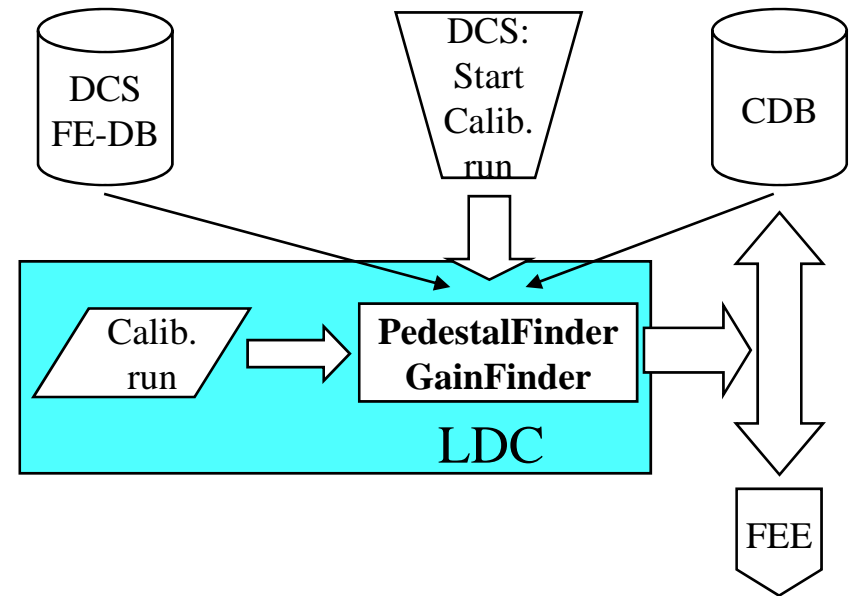 DCS
FE-DB
DCS:
Start
Calib.
run
CDB
Calib.
run
PedestalFinder
GainFinder
LDC
FEE